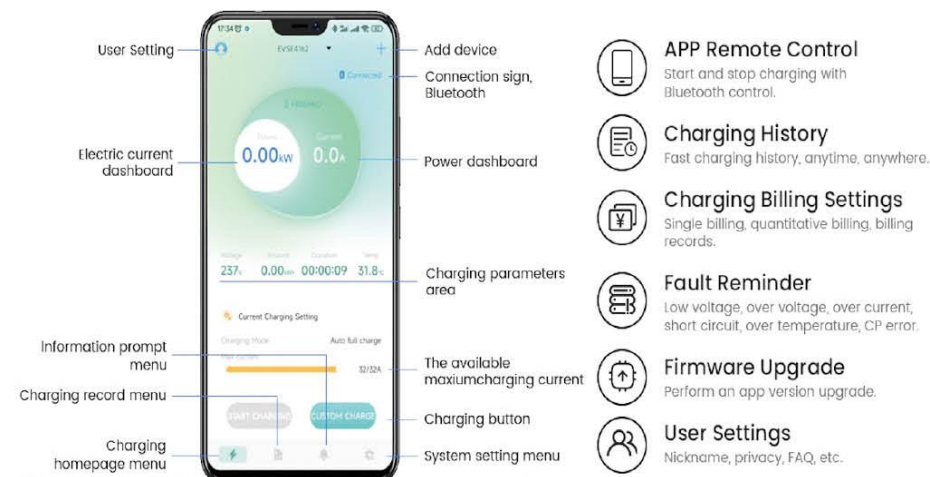 17:34
EVSE4162
Connected
Power
Current
0.00kW
0.0A
Voltage
Amount
Duration
Temp
237V
0.00kWh
00:00:09
31.8°C
Current Charging Setting
Charging Mode
Auto full charge
Max current
32/32A
START CHARGING
CUSTOM CHARGE
User Setting
Electric current
dashboard
Information prompt
menu
Charging record menu
Charging
homepage menu
Add device
Connection sign,
Bluetooth
Power dashboard
Charging parameters
area
The available
maxiumcharging current
Charging button
System setting menu
APP Remote Control
Start and stop charging with
Bluetooth control.
Charging History
Fast charging history, anytime, anywhere.
Charging Billing Settings
Single billing, quantitative billing, billing
records.
Fault Reminder
Low voltage, over voltage, over current,
short circuit, over temperature, CP error.
Firmware Upgrade
Perform an app version upgrade.
User Settings
Nickname, privacy, FAQ, etc.